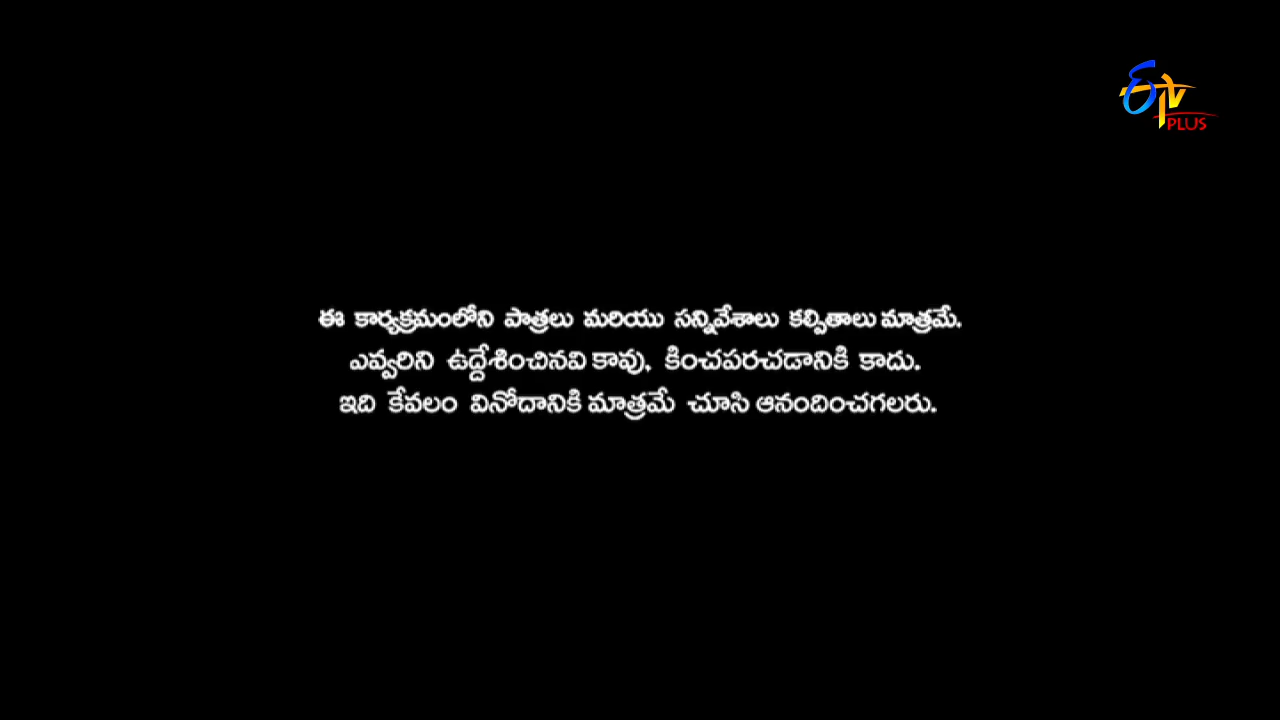 ETV
PLUS
ఈ కార్యక్రమంలోని పాత్రలు మరియు సన్నివేశాలు కల్పితాలు మాత్రమే.
ఎవ్వరిని ఉద్దేశించినవి కావు, కించపరచడానికి కాదు.
ఇది కేవలం వినోదానికి మాత్రమే చూసి ఆనందించగలరు.